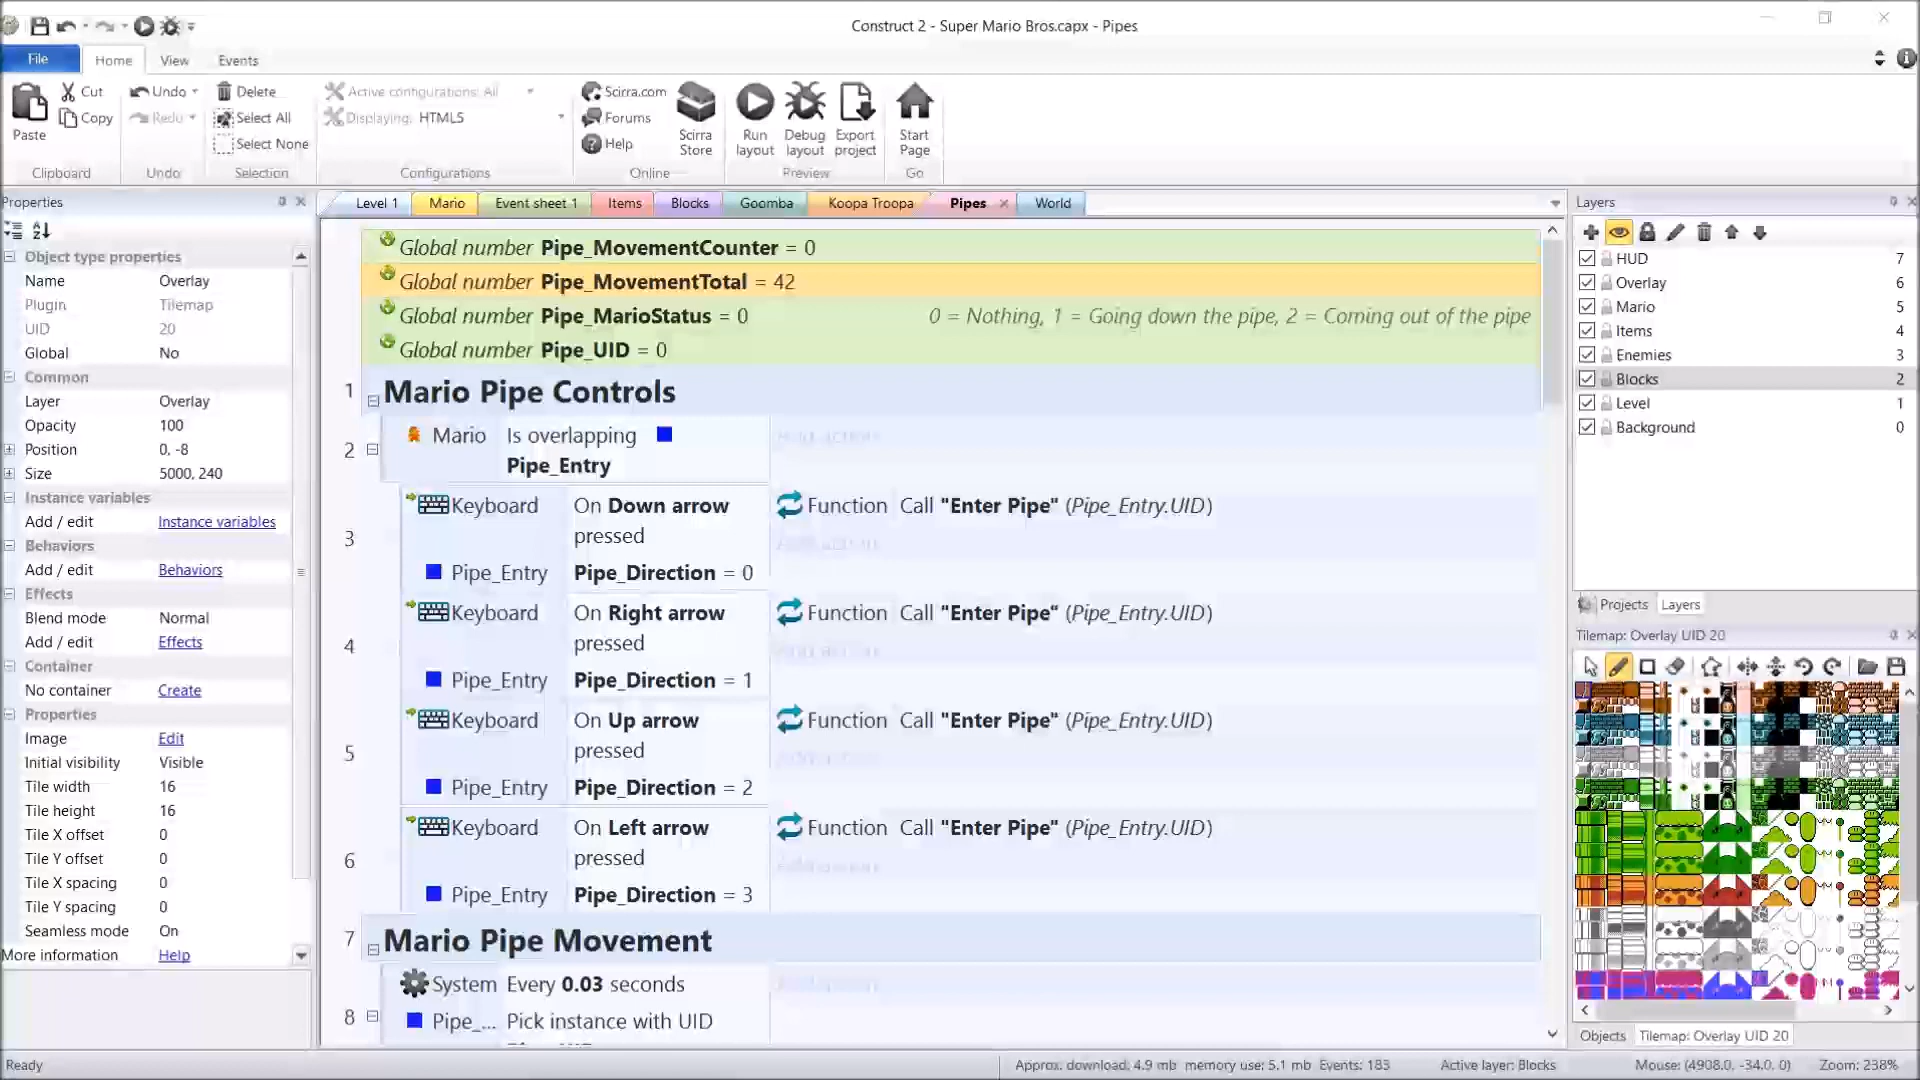 Construct 2 - Super Mario Bros.capx - Pipes
File Home View Events
Paste Cut Copy
Clipboard
Undo
Redo
Undo
Delete
Select All
Select None
Selection
Active configurations: All
Displaying: HTML5
Configurations
Scirra.com
Forums
Help
Scirra Store
Online
Run layout
Debug layout
Export project
Preview
Start Page
Go
Properties
Object type properties
Name Overlay
Plugin Tilemap
UID 20
Global No
Common
Layer Overlay
Opacity 100
Position 0, -8
Size 5000, 240
Instance variables
Add / edit Instance variables
Behaviors
Add / edit Behaviors
Effects
Blend mode Normal
Add / edit Effects
Container
No container Create
Properties
Image Edit
Initial visibility Visible
Tile width 16
Tile height 16
Tile X offset 0
Tile Y offset 0
Tile X spacing 0
Tile Y spacing 0
Seamless mode On
More information Help
Level 1 Mario Event sheet 1 Items Blocks Goomba Koopa Troopa Pipes World
Global number Pipe_MovementCounter = 0
Global number Pipe_MovementTotal = 42
Global number Pipe_MarioStatus = 0 0 = Nothing, 1 = Going down the pipe, 2 = Coming out of the pipe
Global number Pipe_UID = 0
1 Mario Pipe Controls
2 Mario Is overlapping
Pipe_Entry
Add action
3 Keyboard On Down arrow pressed Function Call "Enter Pipe" (Pipe_Entry.UID)
Add action
Pipe_Entry Pipe_Direction = 0
4 Keyboard On Right arrow pressed Function Call "Enter Pipe" (Pipe_Entry.UID)
Add action
Pipe_Entry Pipe_Direction = 1
5 Keyboard On Up arrow pressed Function Call "Enter Pipe" (Pipe_Entry.UID)
Add action
Pipe_Entry Pipe_Direction = 2
6 Keyboard On Left arrow pressed Function Call "Enter Pipe" (Pipe_Entry.UID)
Add action
Pipe_Entry Pipe_Direction = 3
7 Mario Pipe Movement
System Every 0.03 seconds
Add action
8 Pipe_... Pick instance with UID
Layers
HUD 7
Overlay 6
Mario 5
Items 4
Enemies 3
Blocks 2
Level 1
Background 0
Projects Layers
Tilemap: Overlay UID 20
Objects Tilemap: Overlay UID 20
Ready
Approx. download: 4.9 mb memory use: 5.1 mb Events: 183 Active layer: Blocks Mouse: (4908.0, -34.0, 0) Zoom: 238%